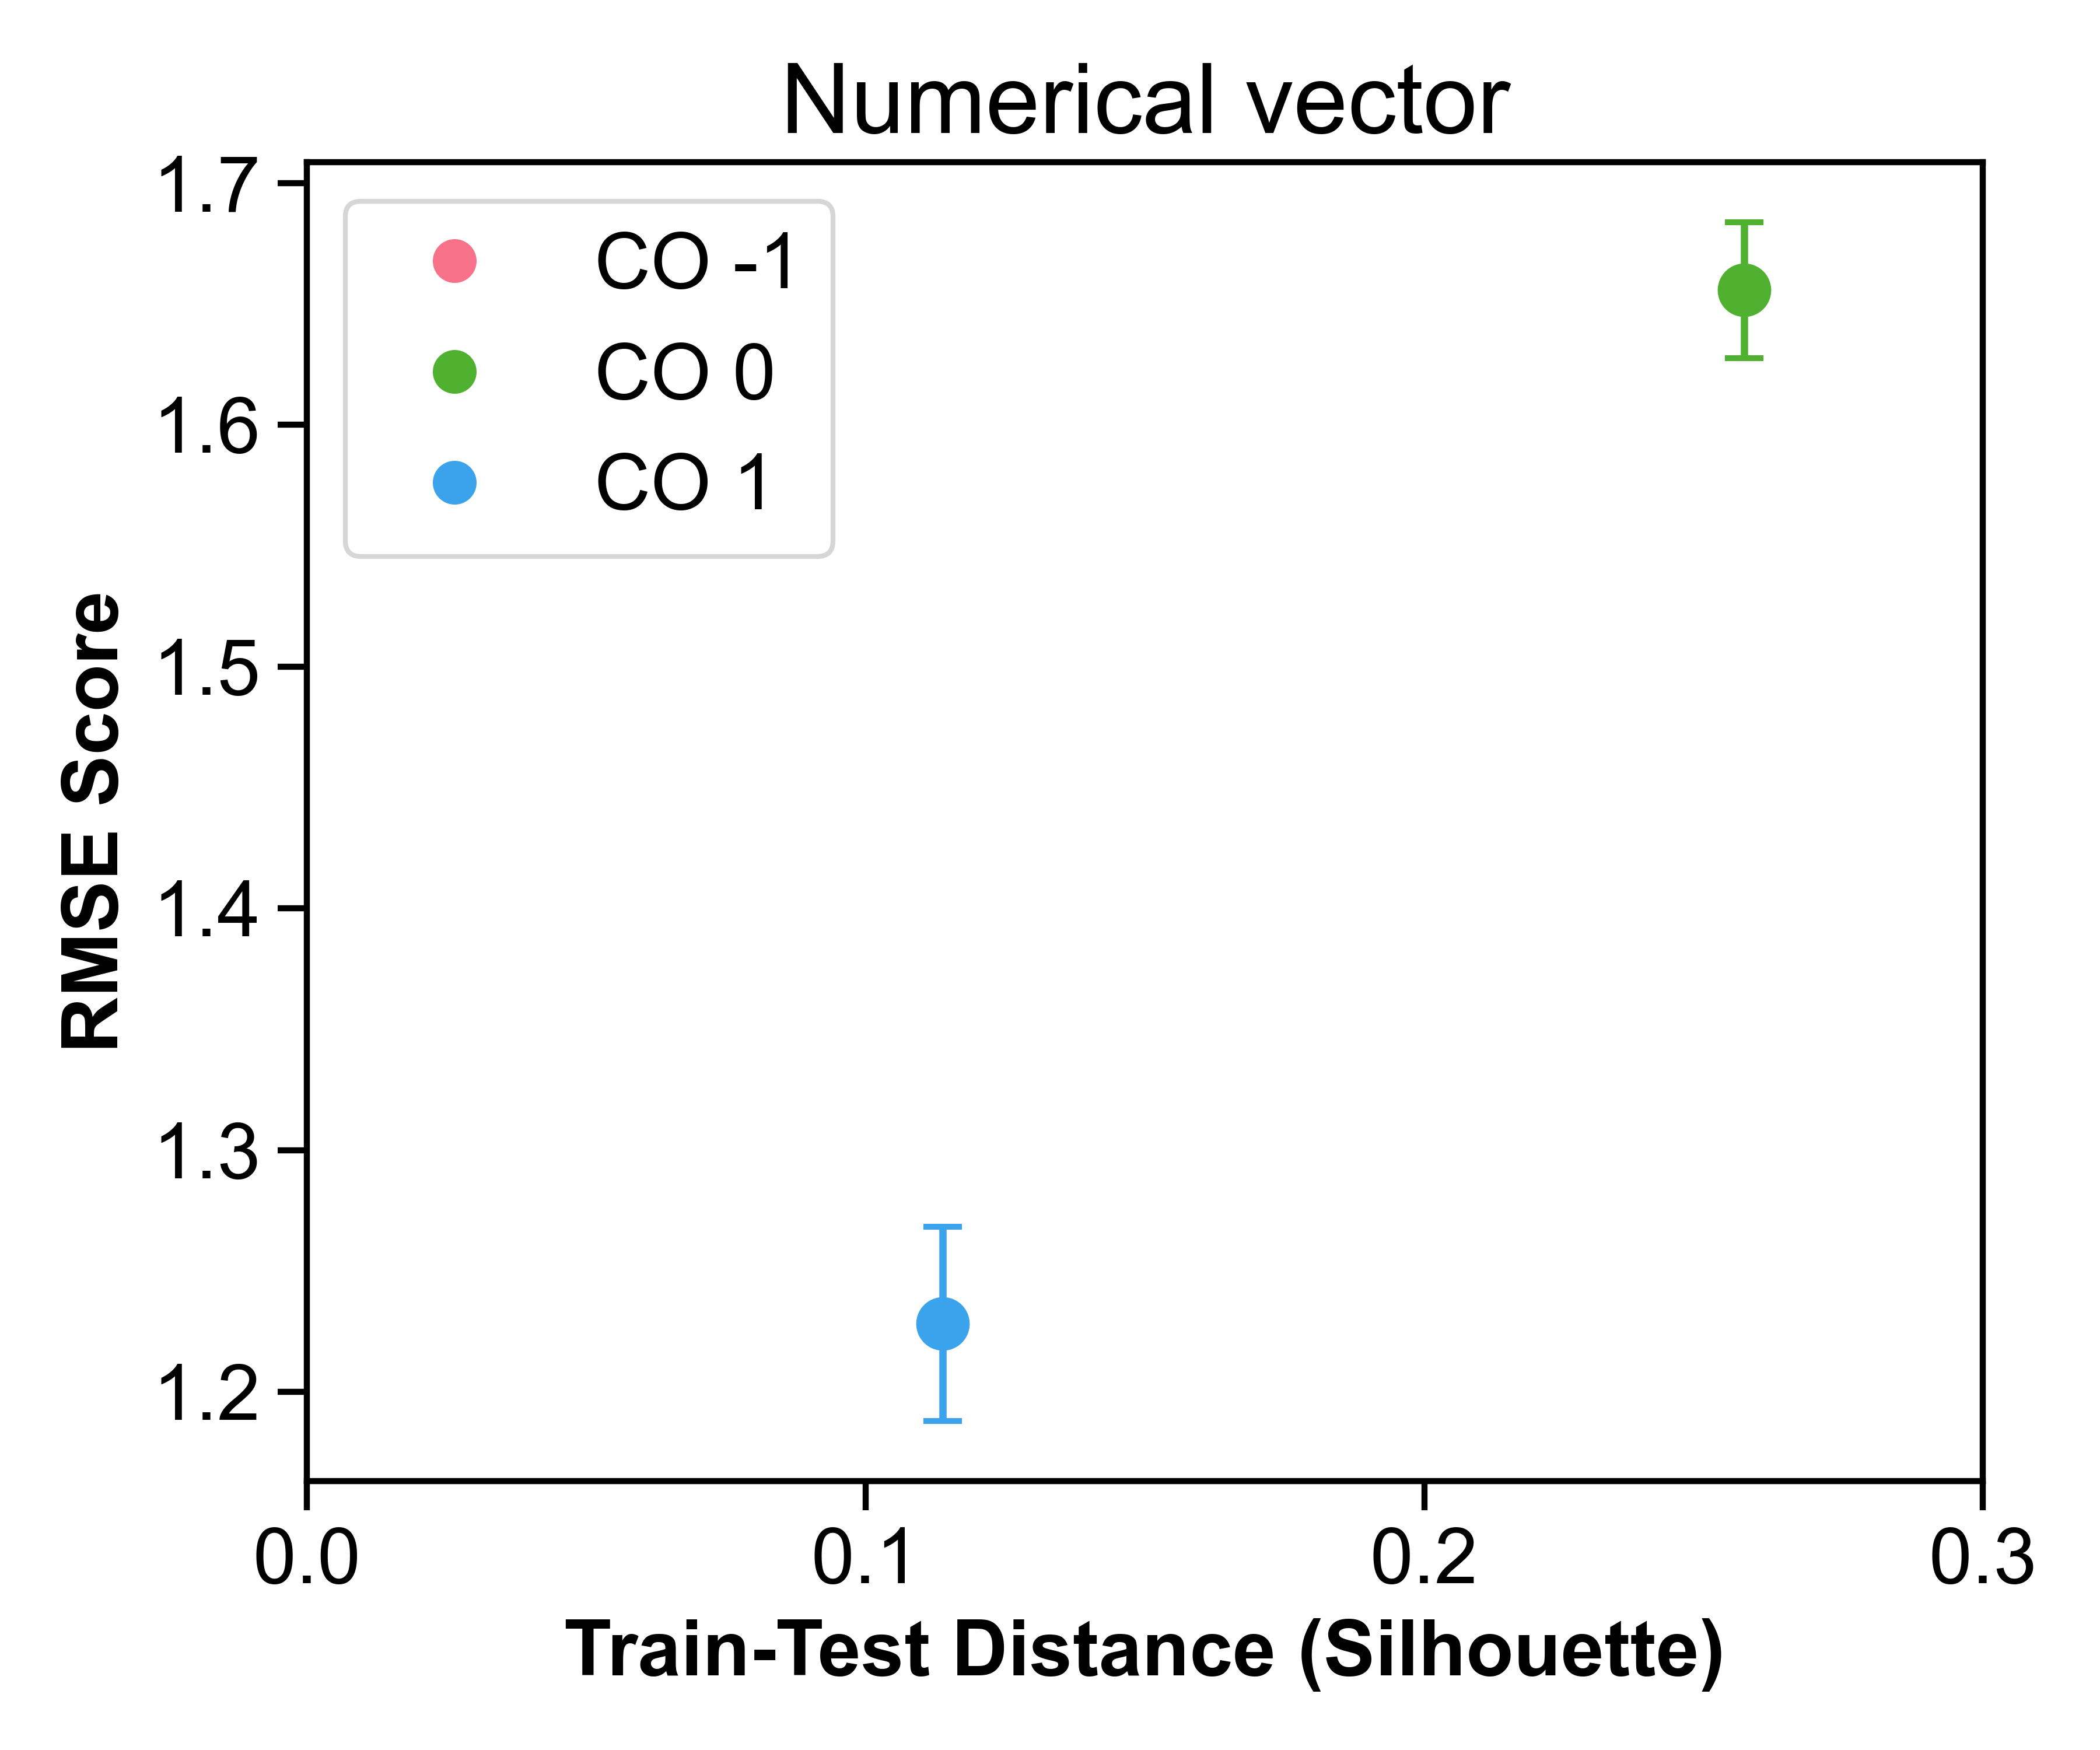 Numerical vector
1.7
1.6
1.5
1.4
1.3
1.2
RMSE Score
CO -1
CO 0
CO 1
0.0 0.1 0.2 0.3
Train-Test Distance (Silhouette)